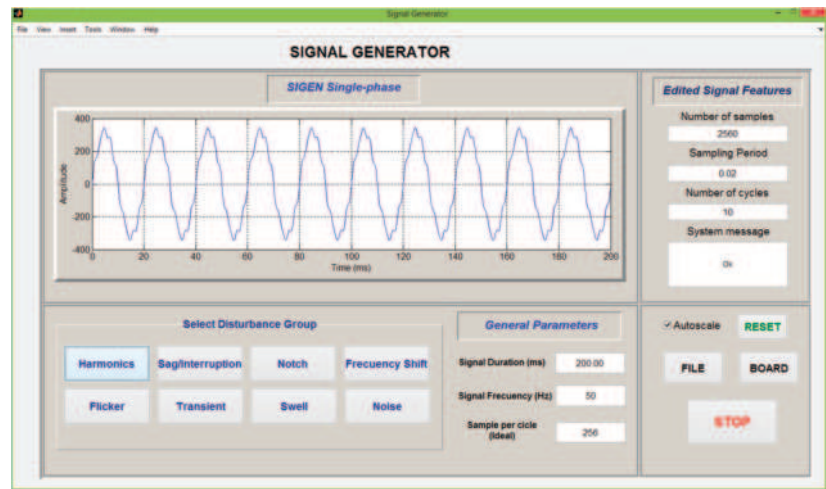 Signal Generator
File View Insert Tools Window Help
SIGNAL GENERATOR
SIGEN Single-phase
400
200
0
-200
-400
Amplitude
0 20 40 60 80 100 120 140 160 180 200
Time (ms)
Edited Signal Features
Number of samples
2560
Sampling Period
0.02
Number of cycles
10
System message
Ok
Select Disturbance Group
Harmonics Sag/Interruption Notch Frecuency Shift
Flicker Transient Swell Noise
General Parameters
Signal Duration (ms) 200.00
Signal Frecuency (Hz) 50
Sample per cicle
(Ideal) 256
Autoscale RESET
FILE BOARD
STOP